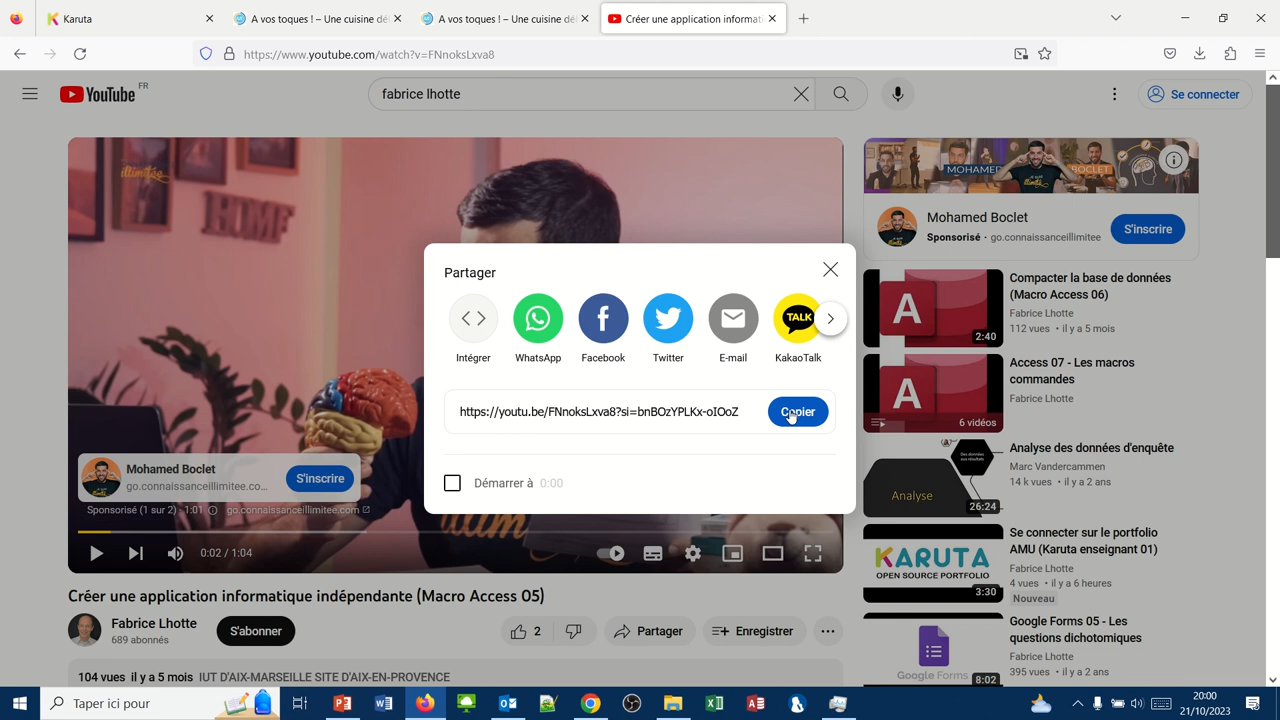 Karuta
A vos toques ! – Une cuisine dé
A vos toques ! – Une cuisine dé
Créer une application informati
https://www.youtube.com/watch?v=FNnoksLxva8
YouTube FR
fabrice lhotte
Se connecter
illimitée
MOHAMED BOCLET
Mohamed Boclet
Sponsorisé · go.connaissanceillimitee
S'inscrire
Partager
TALK
Intégrer
WhatsApp
Facebook
Twitter
E-mail
KakaoTalk
https://youtu.be/FNnoksLxva8?si=bnBOzYPLKx-oIOoZ
Copier
Démarrer à 0:00
Mohamed Boclet
go.connaissanceillimitee.co...
S'inscrire
Sponsorisé (1 sur 2) · 1:01
go.connaissanceillimitee.com
0:02 / 1:04
Créer une application informatique indépendante (Macro Access 05)
Fabrice Lhotte
689 abonnés
S'abonner
2
Partager
Enregistrer
104 vues il y a 5 mois IUT D'AIX-MARSEILLE SITE D'AIX-EN-PROVENCE
A
2:40
Compacter la base de données
(Macro Access 06)
Fabrice Lhotte
112 vues • il y a 5 mois
A
6 vidéos
Access 07 - Les macros
commandes
Fabrice Lhotte
Analyse
26:24
Analyse des données d'enquête
Marc Vandercammen
14 k vues • il y a 2 ans
KARUTA
OPEN SOURCE PORTFOLIO
3:30
Se connecter sur le portfolio
AMU (Karuta enseignant 01)
Fabrice Lhotte
4 vues • il y a 6 heures
Nouveau
Google Forms
8:02
Google Forms 05 - Les
questions dichotomiques
Fabrice Lhotte
395 vues • il y a 2 ans
Taper ici pour
20:00
21/10/2023